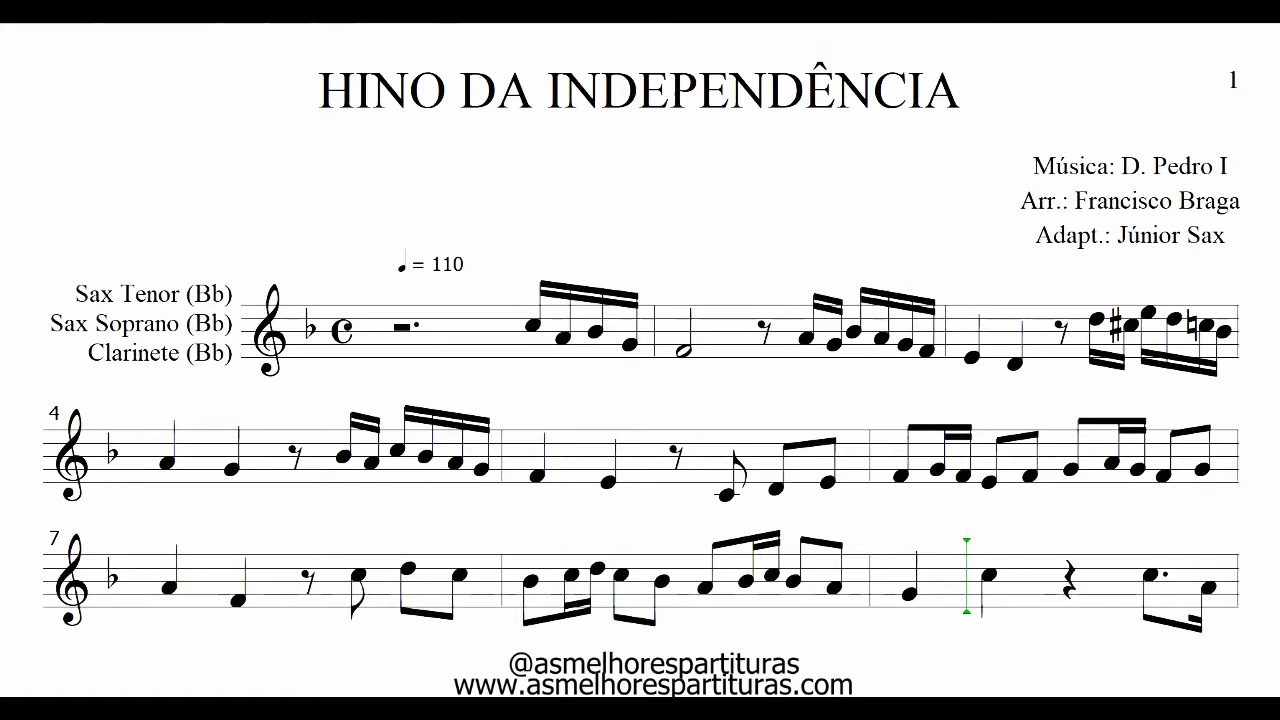 HINO DA INDEPENDÊNCIA
1
Música: D. Pedro I
Arr.: Francisco Braga
Adapt.: Júnior Sax
= 110
Sax Tenor (Bb)
Sax Soprano (Bb)
Clarinete (Bb)
4
7
@asmelhorespartituras
www.asmelhorespartituras.com